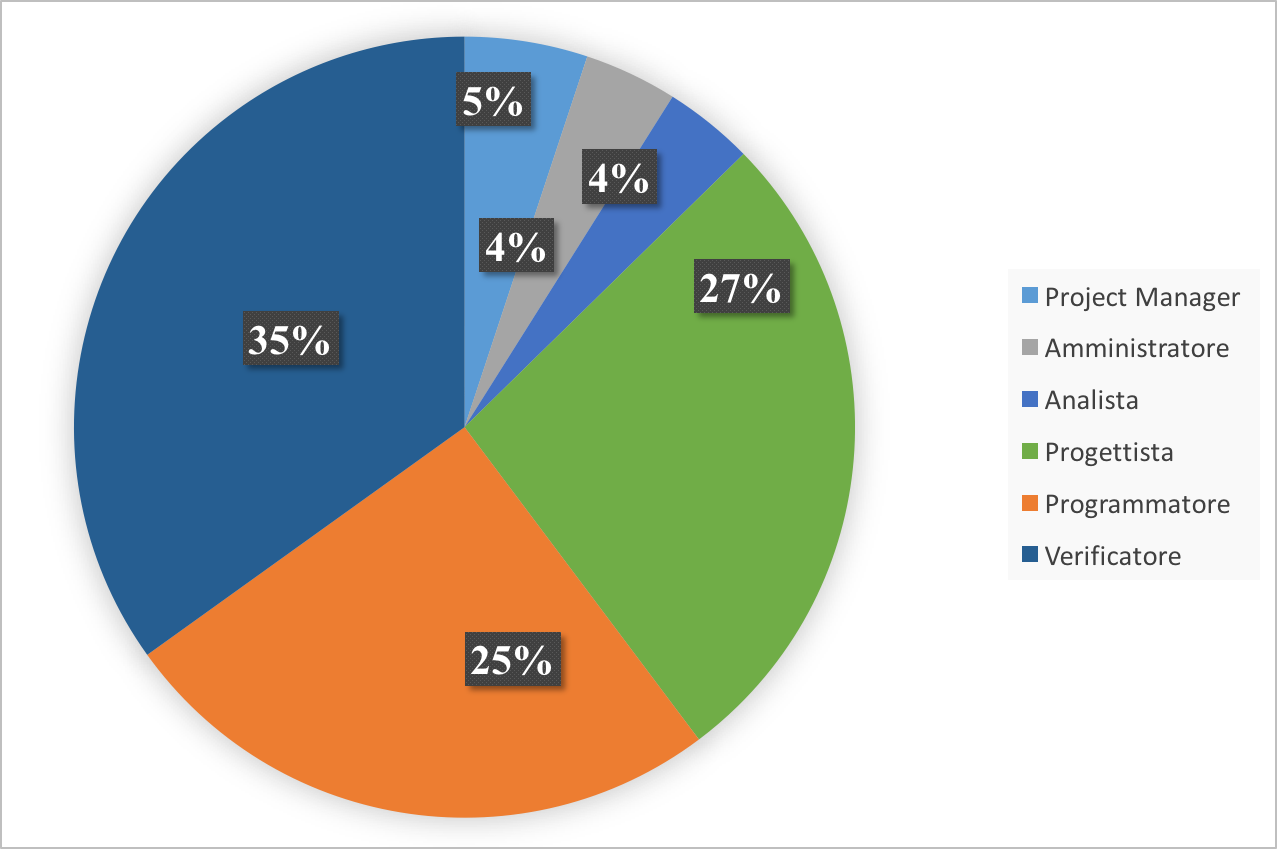 5%
4%
4%
27%
35%
25%
Project Manager
Amministratore
Analista
Progettista
Programmatore
Verificatore